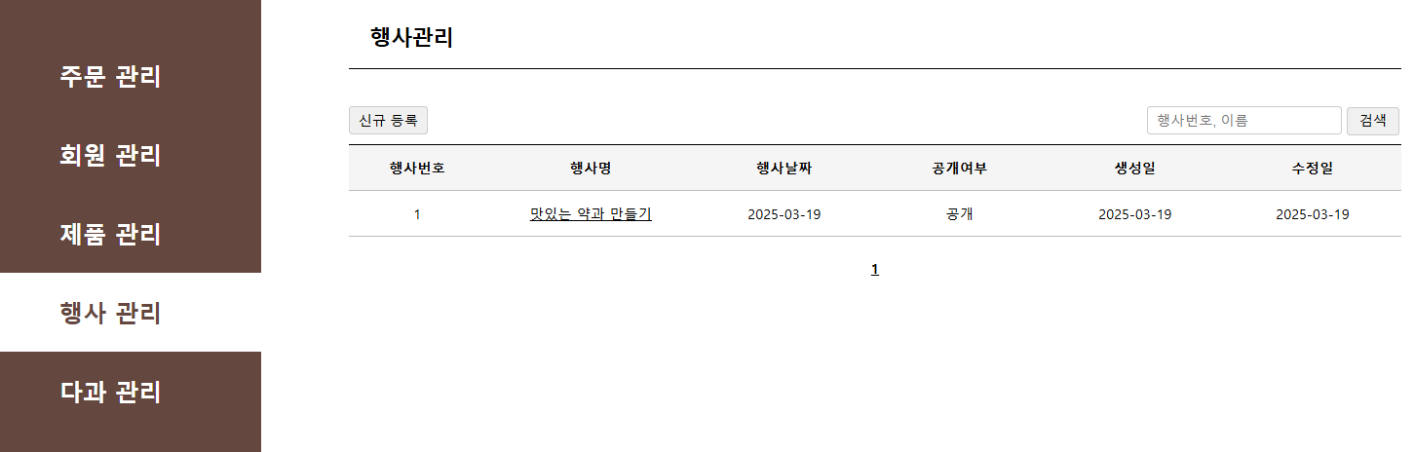 주문 관리
회원 관리
제품 관리
행사 관리
다과 관리
행사관리
신규 등록 행사번호, 이름 검색
행사번호 행사명 행사날짜 공개여부 생성일 수정일
1 맛있는 약과 만들기 2025-03-19 공개 2025-03-19 2025-03-19
1